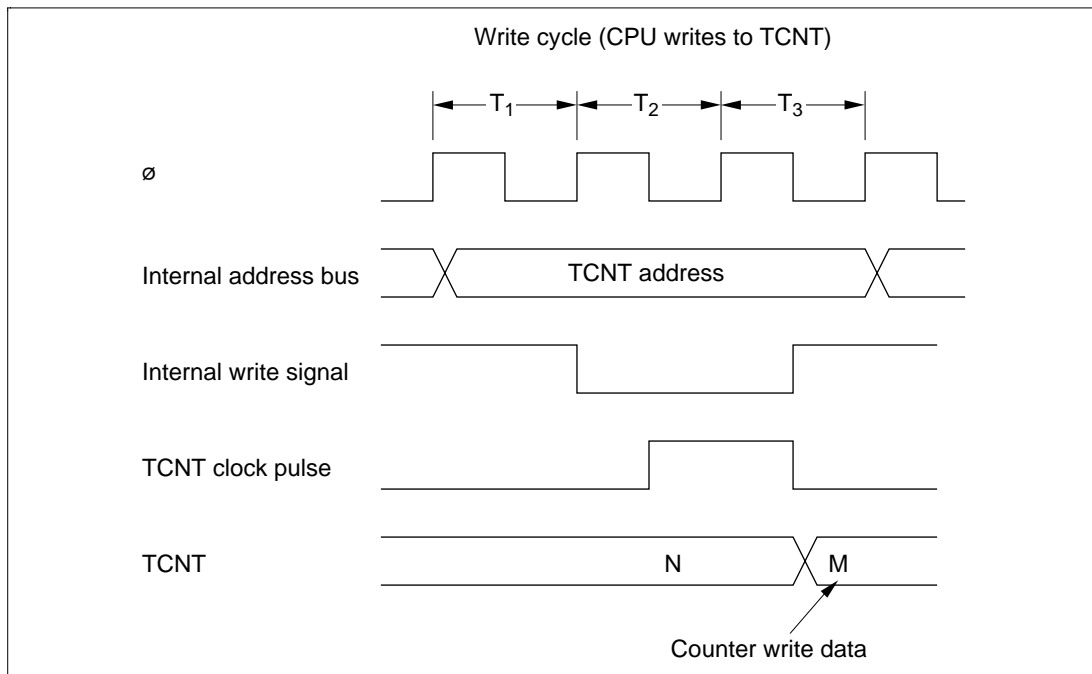 Write cycle (CPU writes to TCNT)
T₁ T₂ T₃
ø
Internal address bus TCNT address
Internal write signal
TCNT clock pulse
TCNT N M
Counter write data